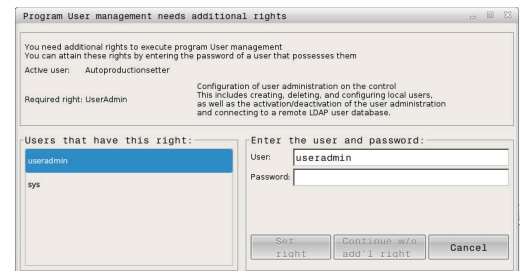 Program User management needs additional rights
You need additional rights to execute program User management
You can attain these rights by entering the password of a user that possesses them
Active user: Autoproductionsetter
Required right: UserAdmin
Configuration of user administration on the control
This includes creating, deleting, and configuring local users,
as well as the activation/deactivation of the user administration
and connecting to a remote LDAP user database.
Users that have this right:
useradmin
sys
Enter the user and password:
User: useradmin
Password:
Set
right
Continue w/o
add'l right
Cancel